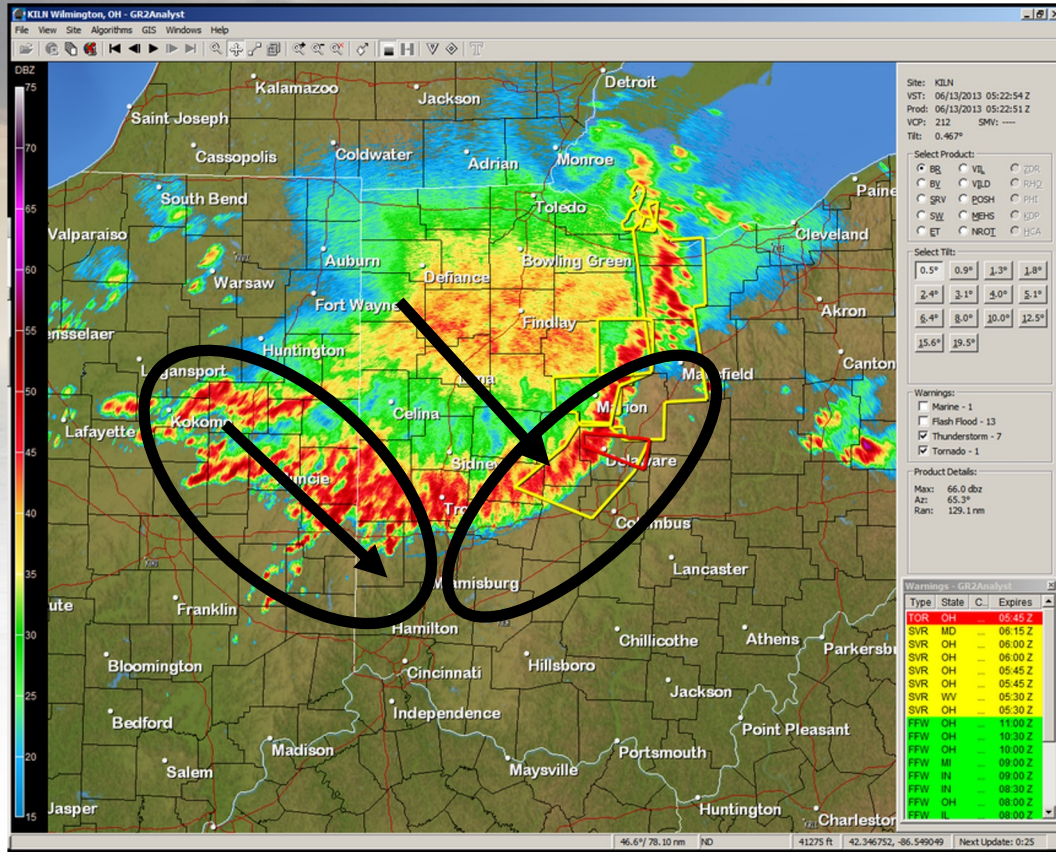 KILN Wilmington, OH - GR2Analyst
File View Site Algorithms GIS Windows Help
DBZ
75
70
65
60
55
50
45
40
35
30
25
20
15
Kalamazoo
Detroit
Jackson
Saint Joseph
Cassopolis
Coldwater
Adrian
Monroe
South Bend
Paine
Toledo
Valparaiso
Cleveland
Auburn
Defiance
Bowling Green
Warsaw
Fort Wayne
Akron
ensselaer
Findlay
Huntington
Canton
Logansport
Lima
Mansfield
Kokomo
Celina
Marion
Lafayette
Sidney
Delaware
Muncie
Tro
Columbus
Lancaster
Miamisburg
ute
Franklin
Hamilton
Chillicothe
Athens
Parkersb
Bloomington
Cincinnati
Hillsboro
Jackson
Independence
Bedford
Point Pleasant
Madison
Portsmouth
Salem
Maysville
Jasper
Huntington
Charleston
Site: KILN
VST: 06/13/2013 05:22:54 Z
Prod: 06/13/2013 05:22:51 Z
VCP: 212 SMV: ----
Tilt: 0.467°
Select Product:
BR VIL ZDR
BV VILD RHO
SRV POSH PHI
SW MEHS KDP
ET NROT HCA
Select Tilt:
0.5° 0.9° 1.3° 1.8°
2.4° 3.1° 4.0° 5.1°
6.4° 8.0° 10.0° 12.5°
15.6° 19.5°
Warnings:
Marine - 1
Flash Flood - 13
Thunderstorm - 7
Tornado - 1
Product Details:
Max: 66.0 dbz
Az: 65.3°
Ran: 129.1 nm
Warnings - GR2Analyst
Type State C... Expires
TOR OH ... 05:45 Z
SVR MD ... 06:15 Z
SVR OH ... 06:00 Z
SVR OH ... 06:00 Z
SVR OH ... 05:45 Z
SVR OH ... 05:45 Z
SVR WV ... 05:30 Z
SVR OH ... 05:30 Z
FFW OH ... 11:00 Z
FFW OH ... 10:30 Z
FFW OH ... 10:00 Z
FFW MI ... 09:00 Z
FFW IN ... 09:00 Z
FFW IN ... 08:30 Z
FFW OH ... 08:00 Z
FFW IL ... 08:00 Z
46.6°/ 78.10 nm ND 41275 ft 42.346752, -86.549049 Next Update: 0:25